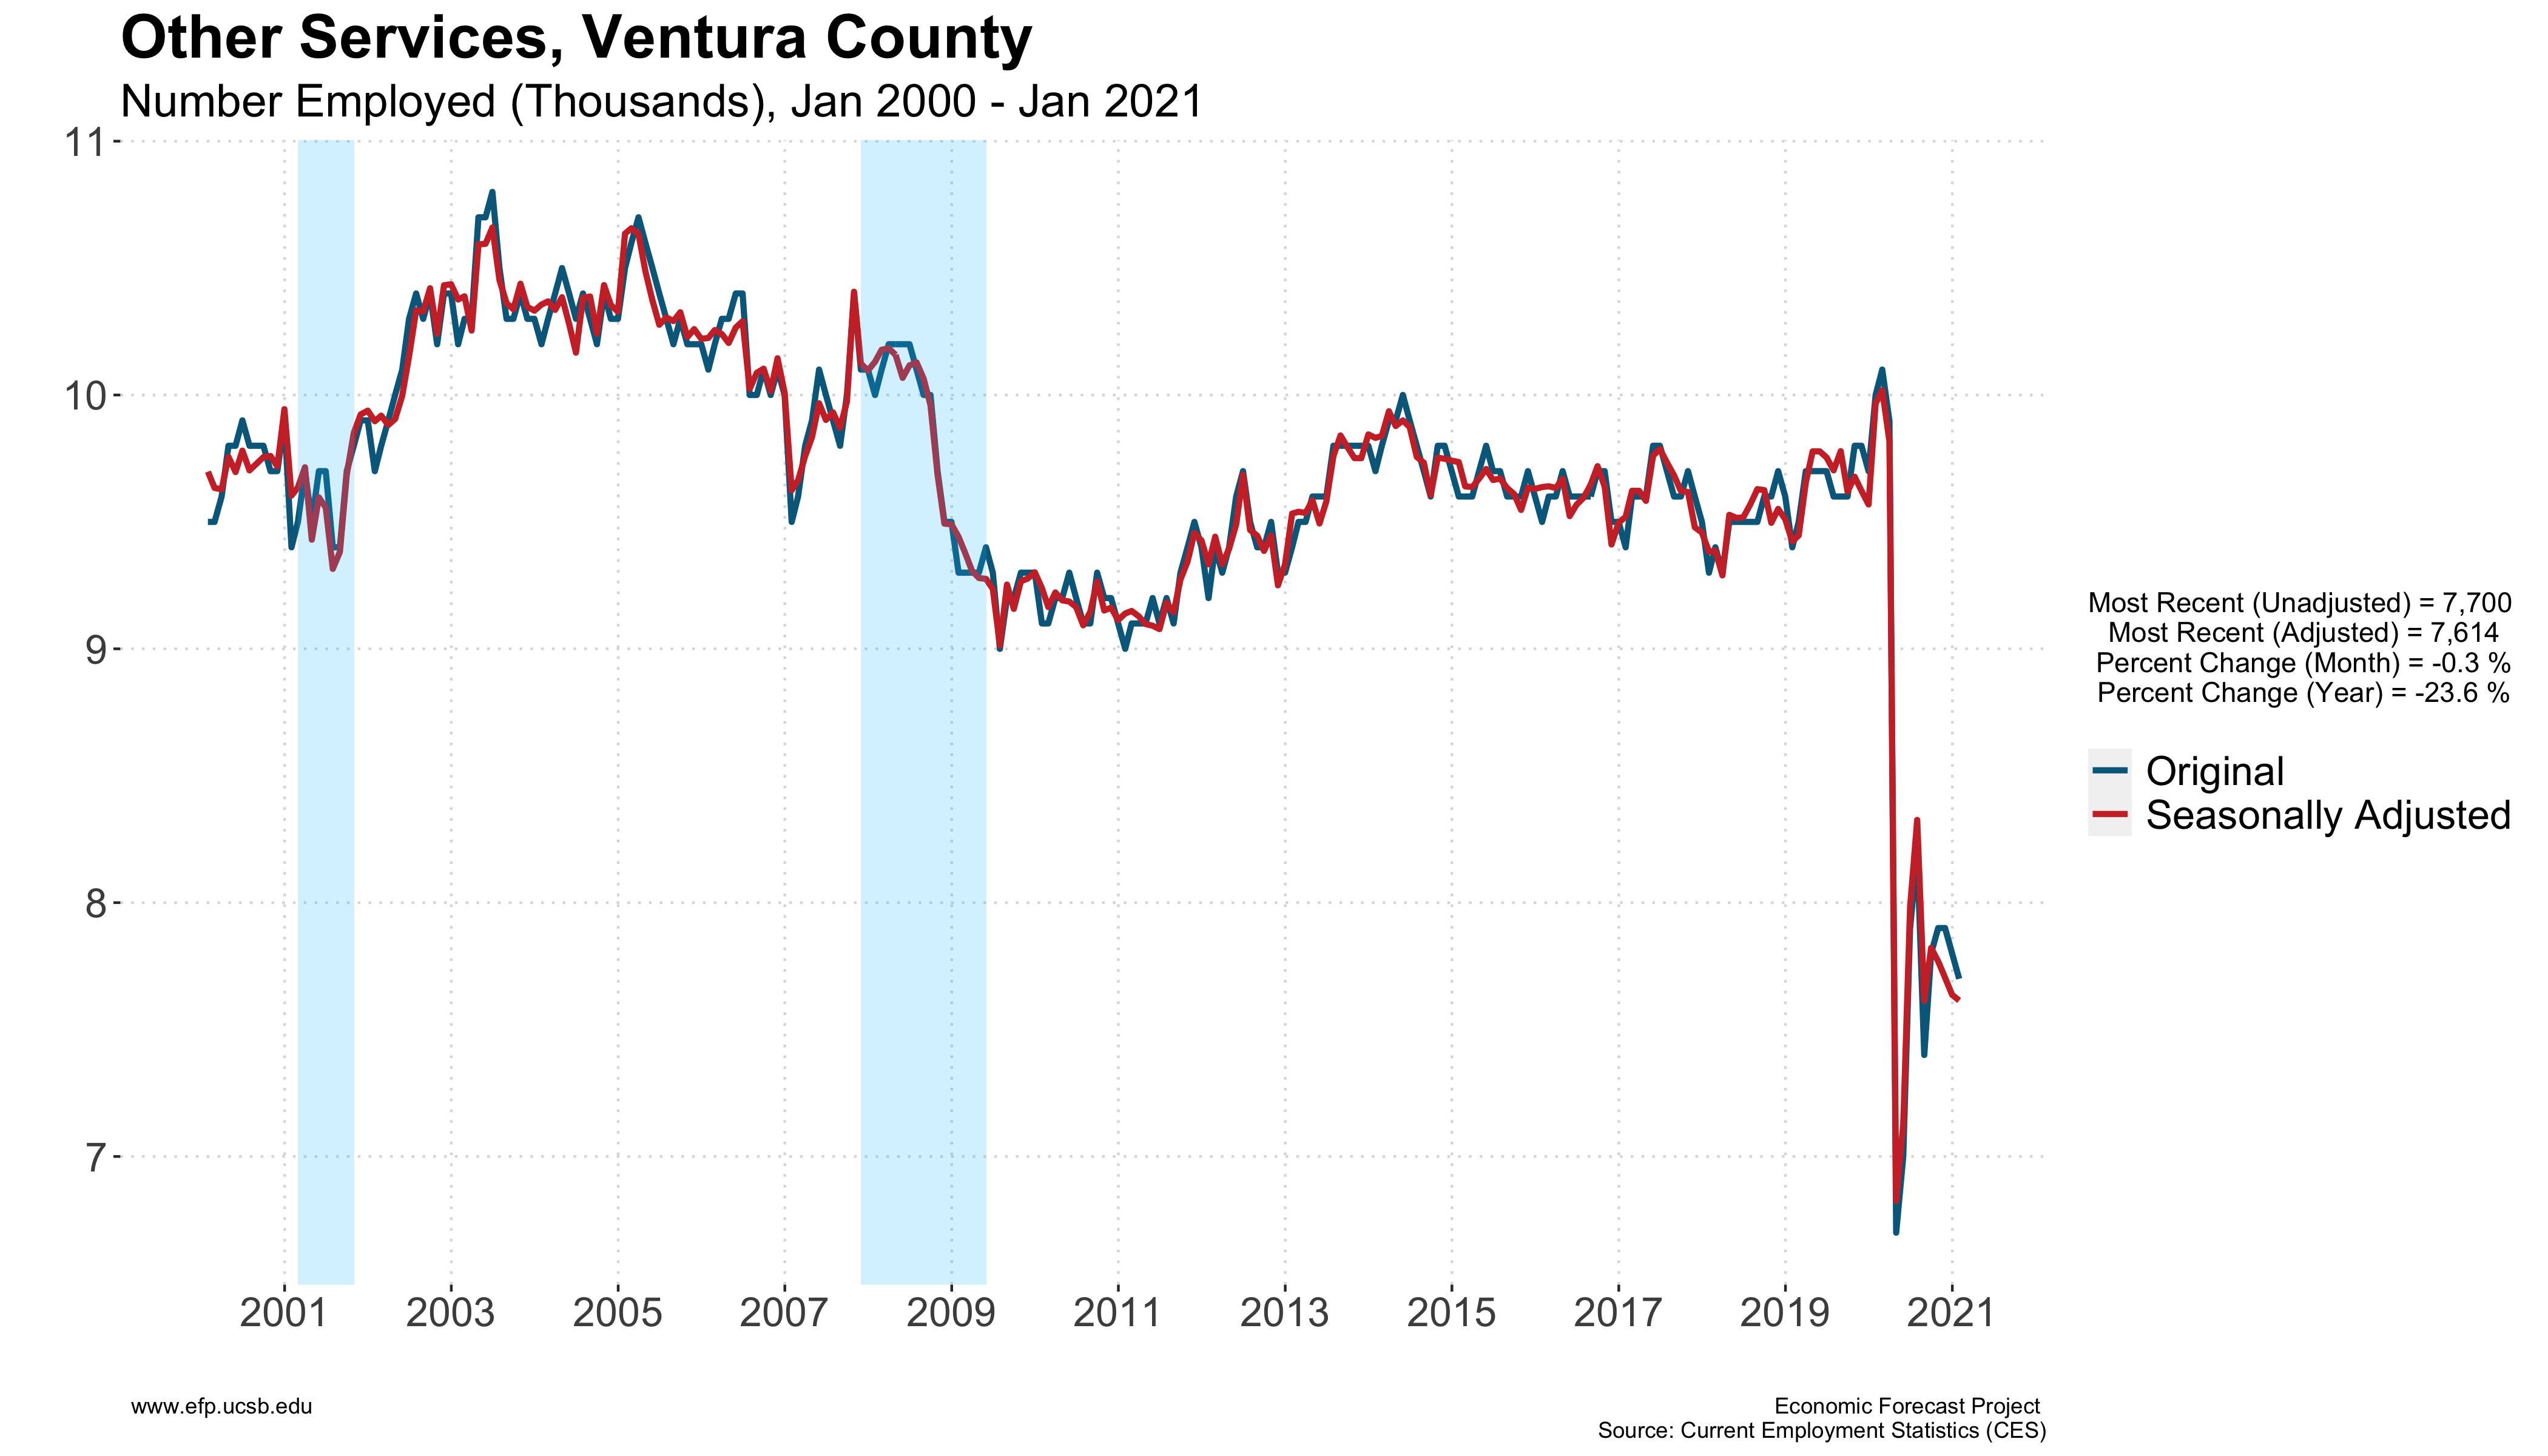 Other Services, Ventura County
Number Employed (Thousands), Jan 2000 - Jan 2021
11
10
9
8
7
2001 2003 2005 2007 2009 2011 2013 2015 2017 2019 2021
Most Recent (Unadjusted) = 7,700
Most Recent (Adjusted) = 7,614
Percent Change (Month) = -0.3 %
Percent Change (Year) = -23.6 %
Original
Seasonally Adjusted
www.efp.ucsb.edu
Economic Forecast Project
Source: Current Employment Statistics (CES)